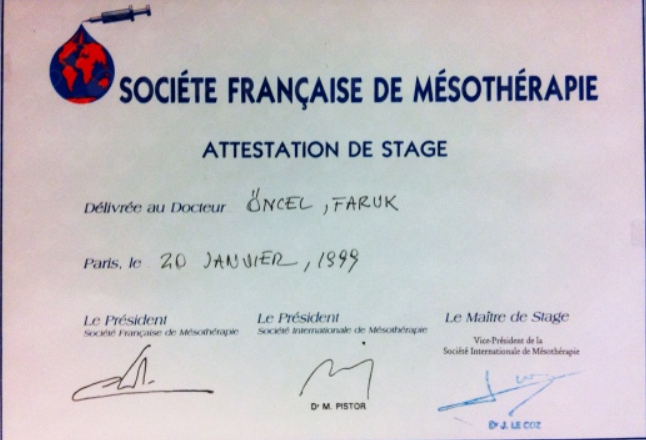 SOCIÉTE FRANÇAISE DE MÉSOTHÉRAPIE
ATTESTATION DE STAGE
Délivrée au Docteur ÖNCEL, FARUK
Paris, le 20 JANVIER, 1999
Le Président
Société Française de Mésothérapie
Le Président
Société Internationale de Mésothérapie
Le Maître de Stage
Vice-Président de la
Société Internationale de Mésothérapie
Dr M. PISTOR
Dr J. LE COZ